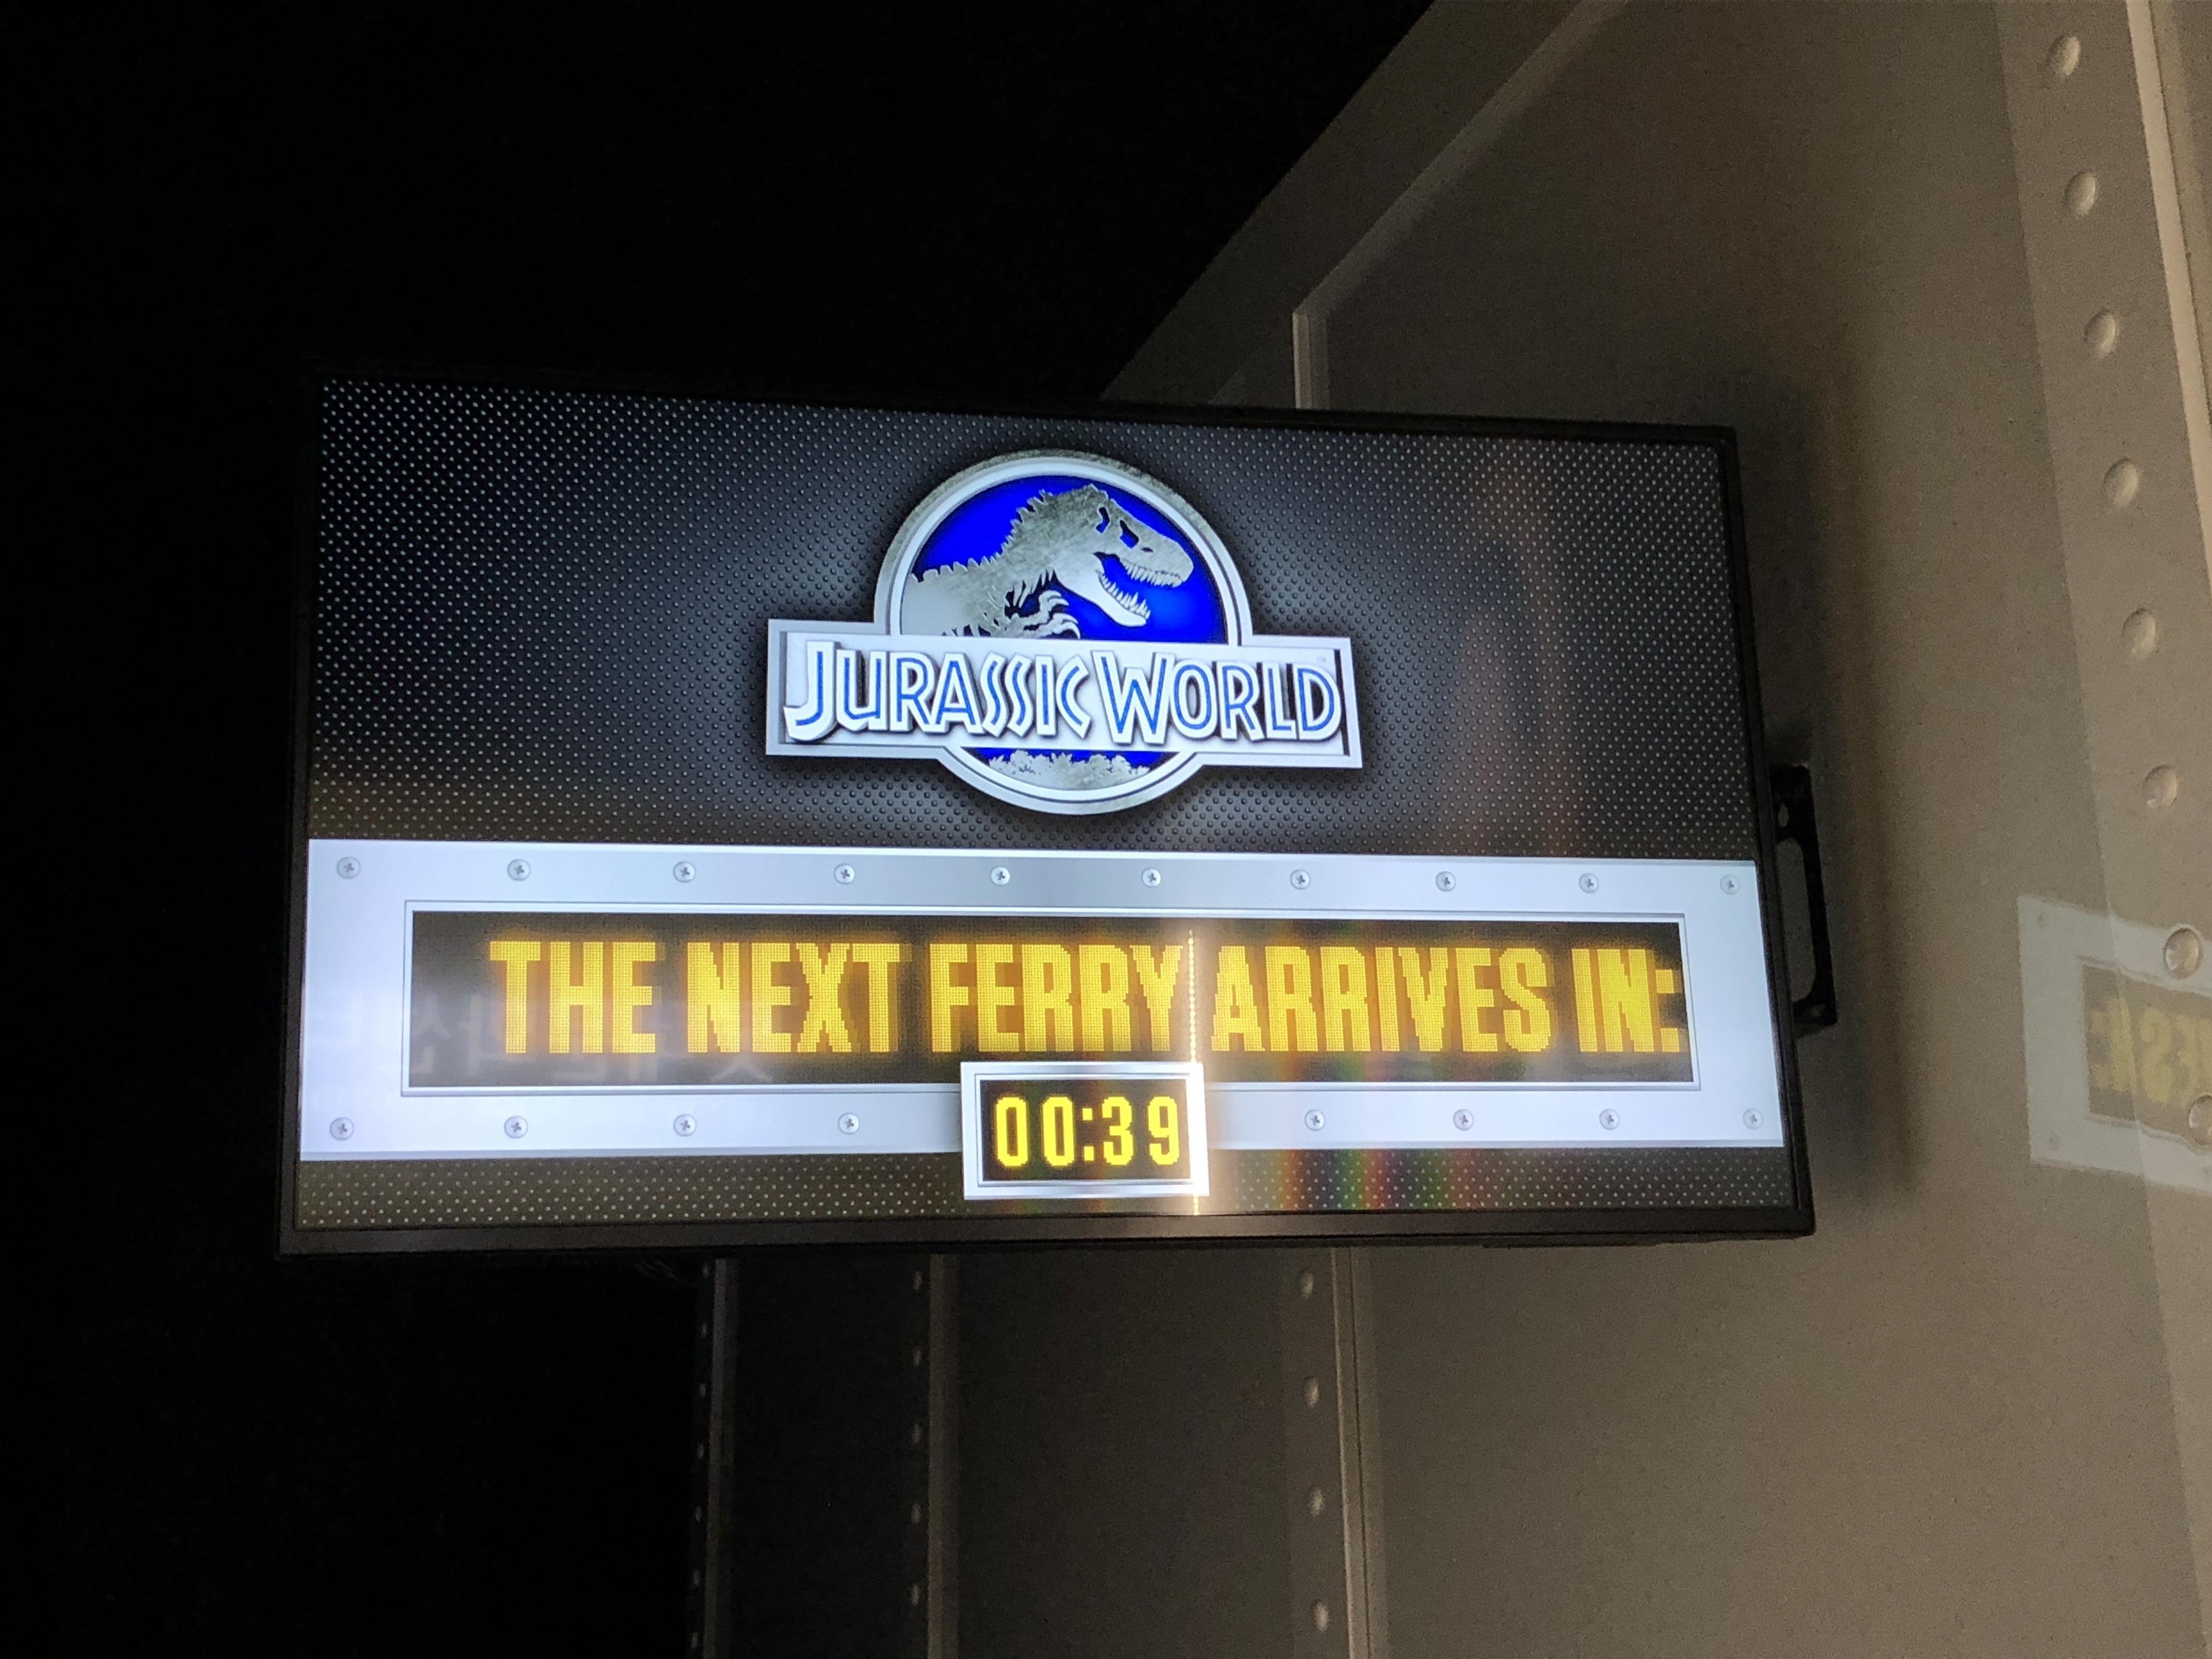 JURASSIC WORLD
THE NEXT FERRY ARRIVES IN:
00:39